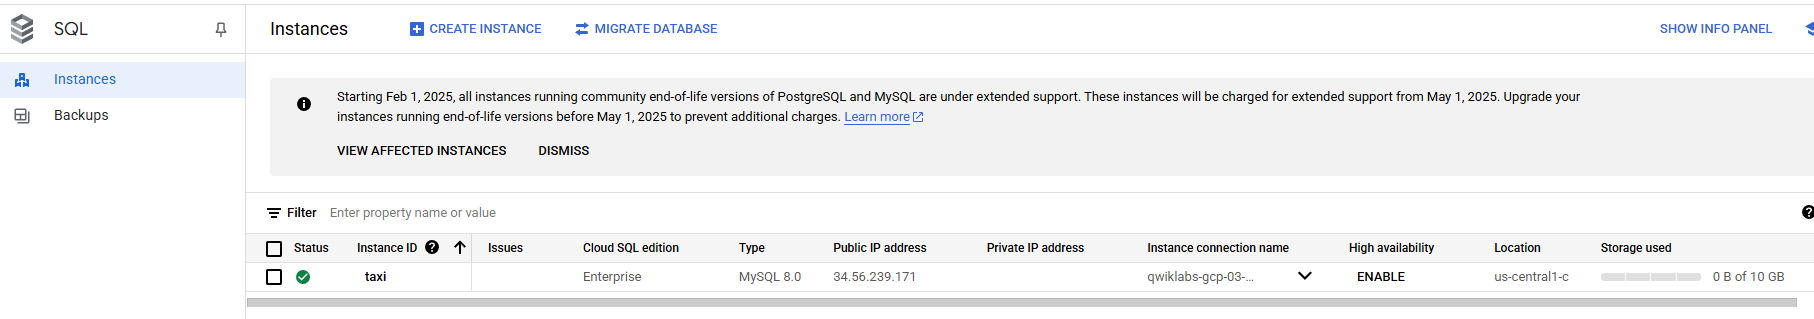 SQL
Instances
CREATE INSTANCE
MIGRATE DATABASE
SHOW INFO PANEL
Instances
Backups
Starting Feb 1, 2025, all instances running community end-of-life versions of PostgreSQL and MySQL are under extended support. These instances will be charged for extended support from May 1, 2025. Upgrade your
instances running end-of-life versions before May 1, 2025 to prevent additional charges. Learn more
VIEW AFFECTED INSTANCES
DISMISS
Filter Enter property name or value
Status Instance ID Issues Cloud SQL edition Type Public IP address Private IP address Instance connection name High availability Location Storage used
taxi Enterprise MySQL 8.0 34.56.239.171 qwiklabs-gcp-03-... ENABLE us-central1-c 0 B of 10 GB